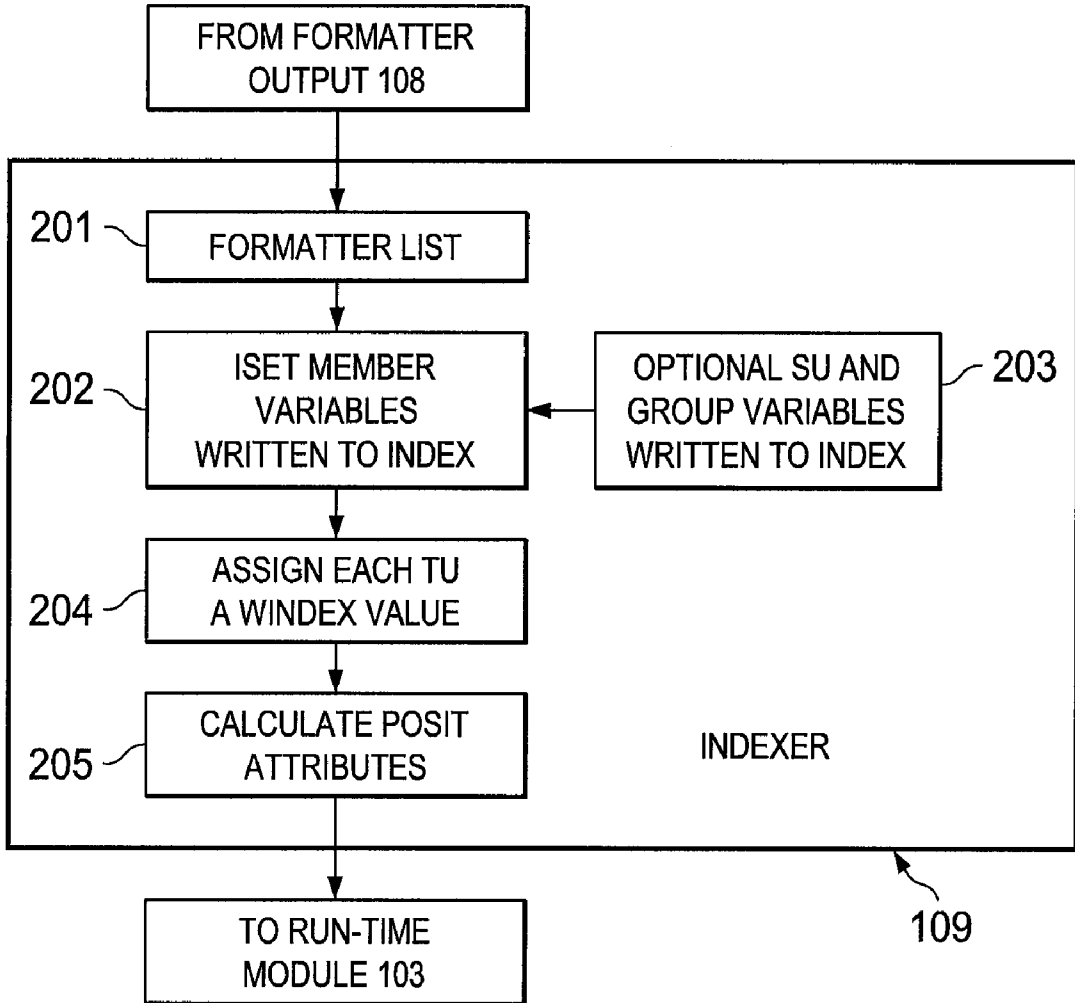 FROM FORMATTER
OUTPUT 108
201
FORMATTER LIST
202
ISET MEMBER
VARIABLES
WRITTEN TO INDEX
OPTIONAL SU AND
GROUP VARIABLES
WRITTEN TO INDEX
203
204
ASSIGN EACH TU
A WINDEX VALUE
205
CALCULATE POSIT
ATTRIBUTES
INDEXER
109
TO RUN-TIME
MODULE 103